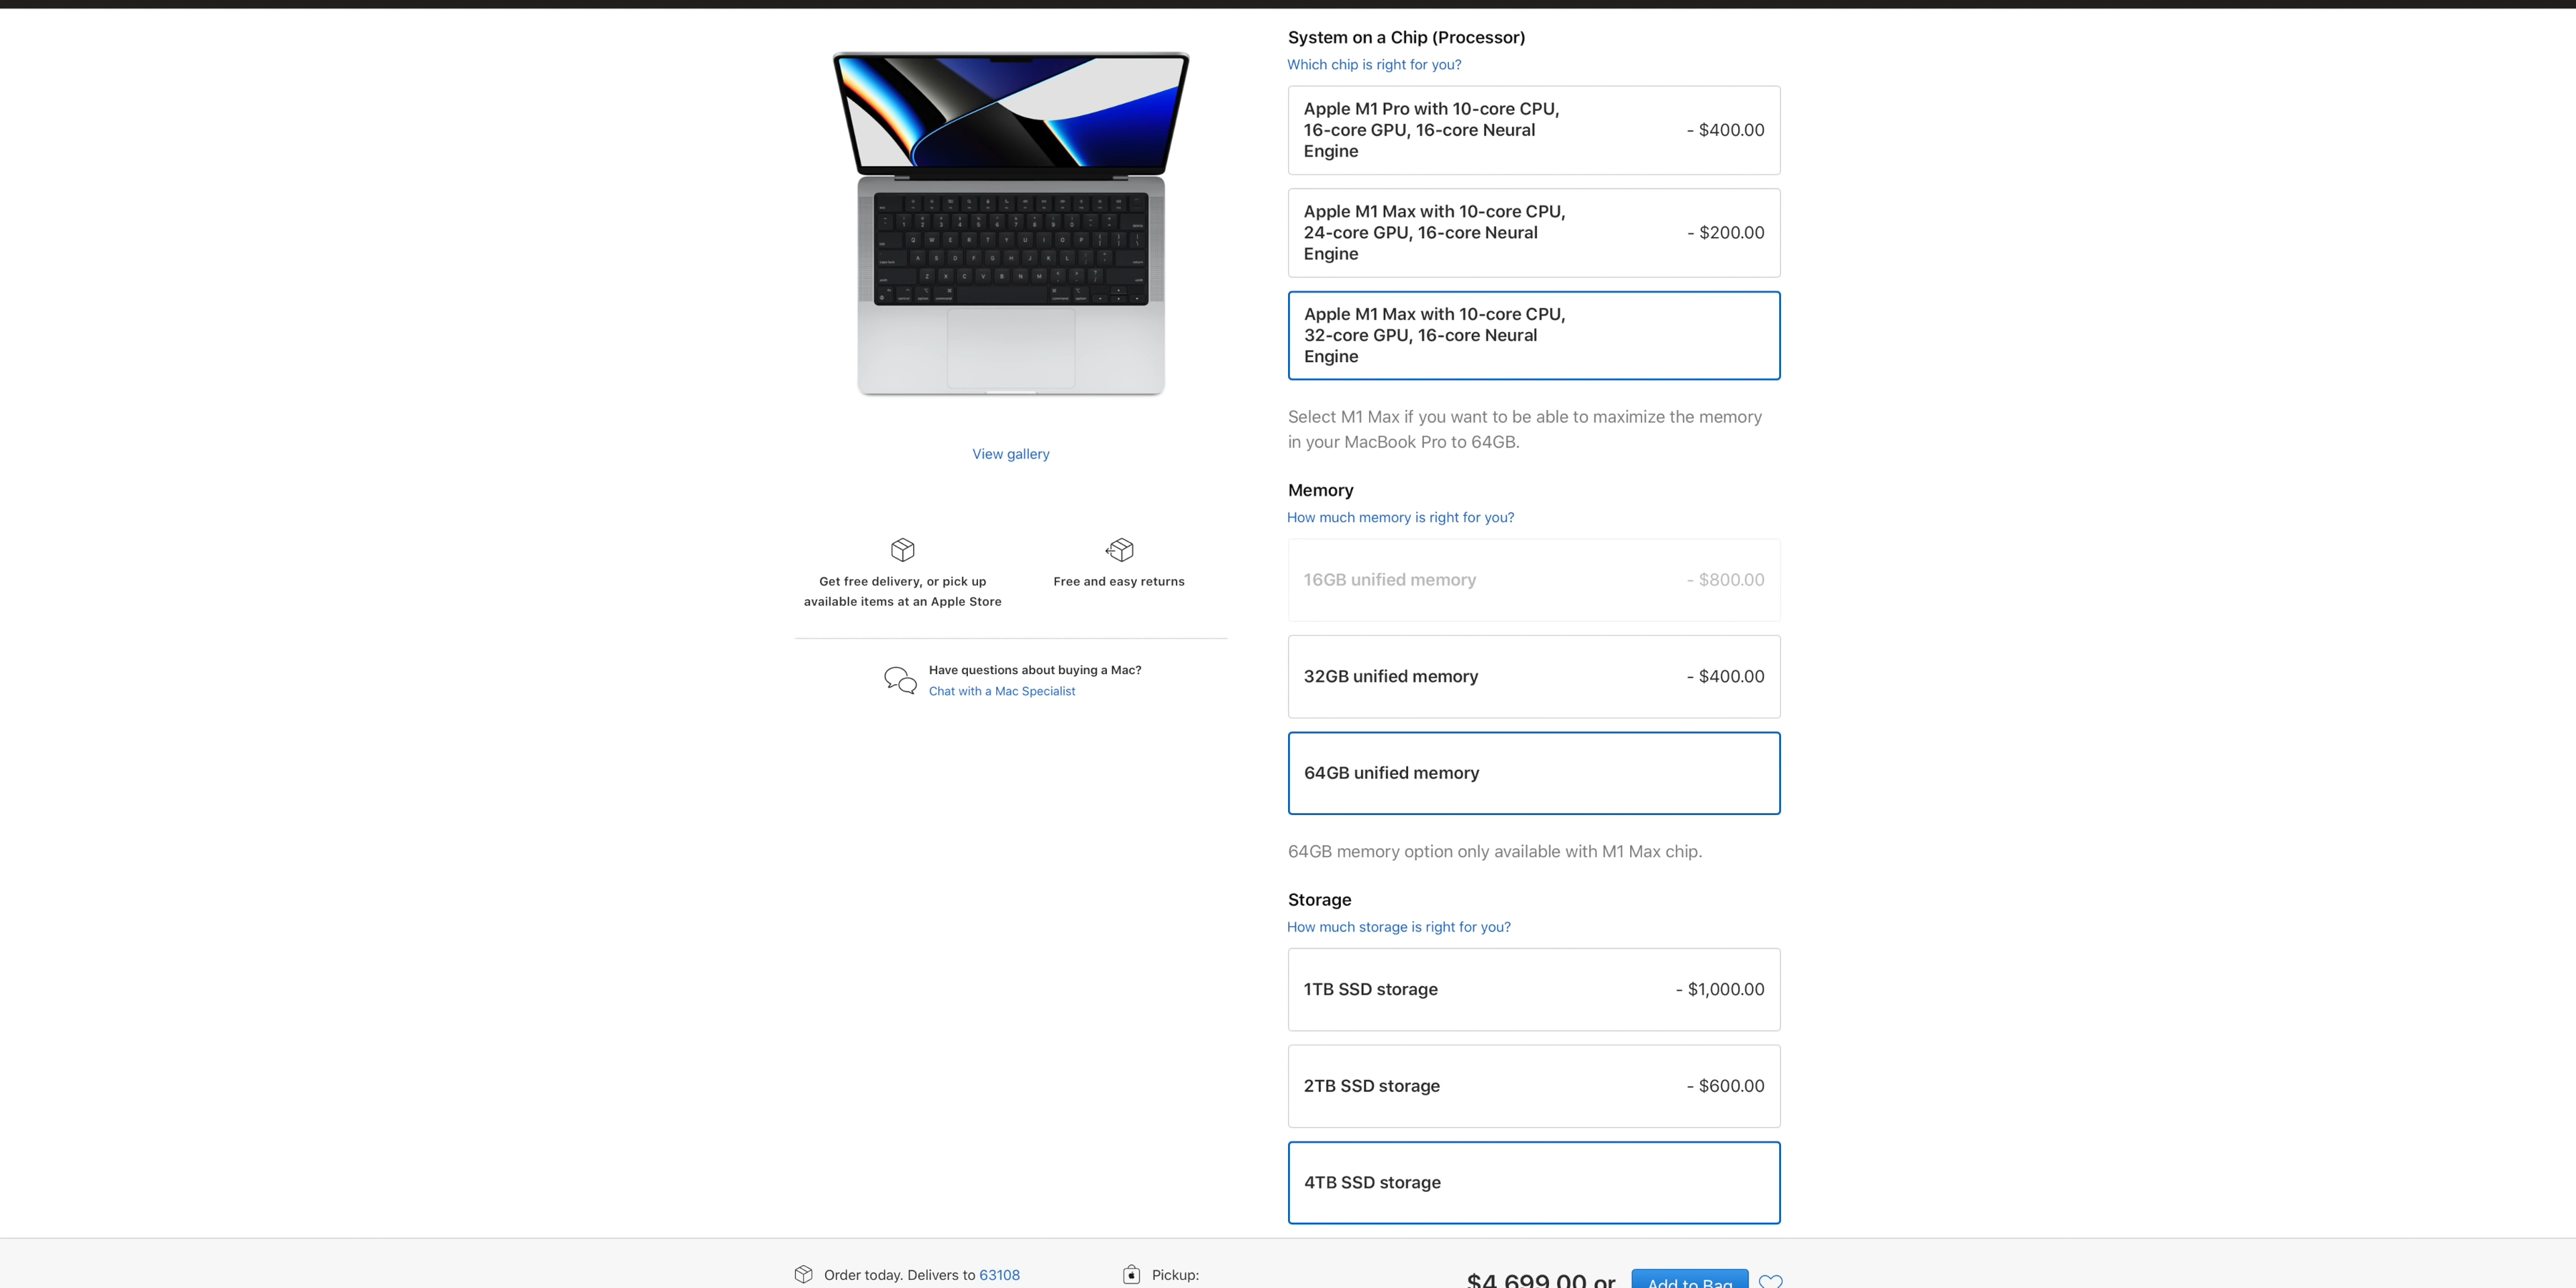 System on a Chip (Processor)
Which chip is right for you?
Apple M1 Pro with 10-core CPU,
16-core GPU, 16-core Neural
Engine
- $400.00
Apple M1 Max with 10-core CPU,
24-core GPU, 16-core Neural
Engine
- $200.00
Apple M1 Max with 10-core CPU,
32-core GPU, 16-core Neural
Engine
Select M1 Max if you want to be able to maximize the memory
in your MacBook Pro to 64GB.
View gallery
Get free delivery, or pick up
available items at an Apple Store
Free and easy returns
Have questions about buying a Mac?
Chat with a Mac Specialist
Memory
How much memory is right for you?
16GB unified memory
- $800.00
32GB unified memory
- $400.00
64GB unified memory
64GB memory option only available with M1 Max chip.
Storage
How much storage is right for you?
1TB SSD storage
- $1,000.00
2TB SSD storage
- $600.00
4TB SSD storage
Order today. Delivers to 63108
Pickup:
$4,699.00 or
Add to Bag